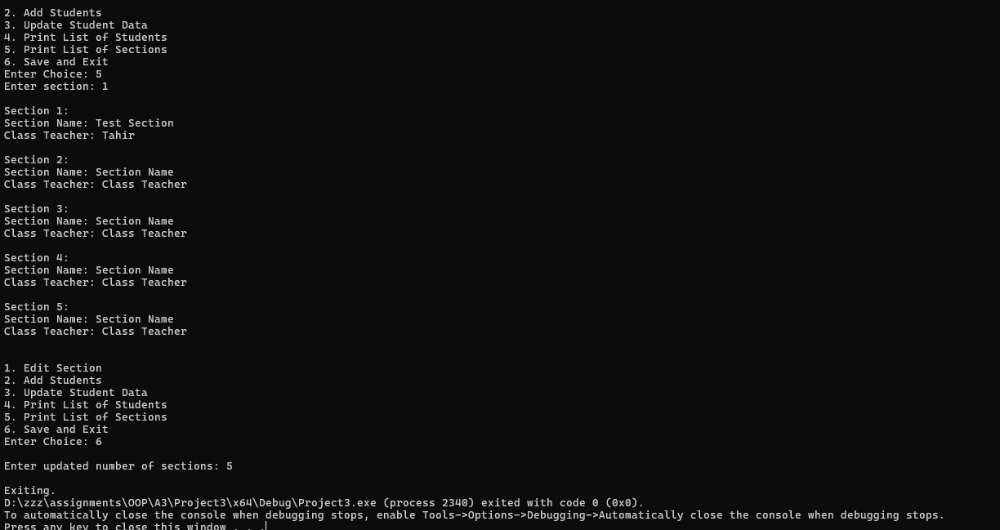 2. Add Students
3. Update Student Data
4. Print List of Students
5. Print List of Sections
6. Save and Exit
Enter Choice: 5
Enter section: 1
Section 1:
Section Name: Test Section
Class Teacher: Tahir
Section 2:
Section Name: Section Name
Class Teacher: Class Teacher
Section 3:
Section Name: Section Name
Class Teacher: Class Teacher
Section 4:
Section Name: Section Name
Class Teacher: Class Teacher
Section 5:
Section Name: Section Name
Class Teacher: Class Teacher
1. Edit Section
2. Add Students
3. Update Student Data
4. Print List of Students
5. Print List of Sections
6. Save and Exit
Enter Choice: 6
Enter updated number of sections: 5
Exiting.
D:\zzz\assignments\OOP\A3\Project3\x64\Debug\Project3.exe (process 2340) exited with code 0 (0x0).
To automatically close the console when debugging stops, enable Tools->Options->Debugging->Automatically close the console when debugging stops.
Press any key to close this window . . .